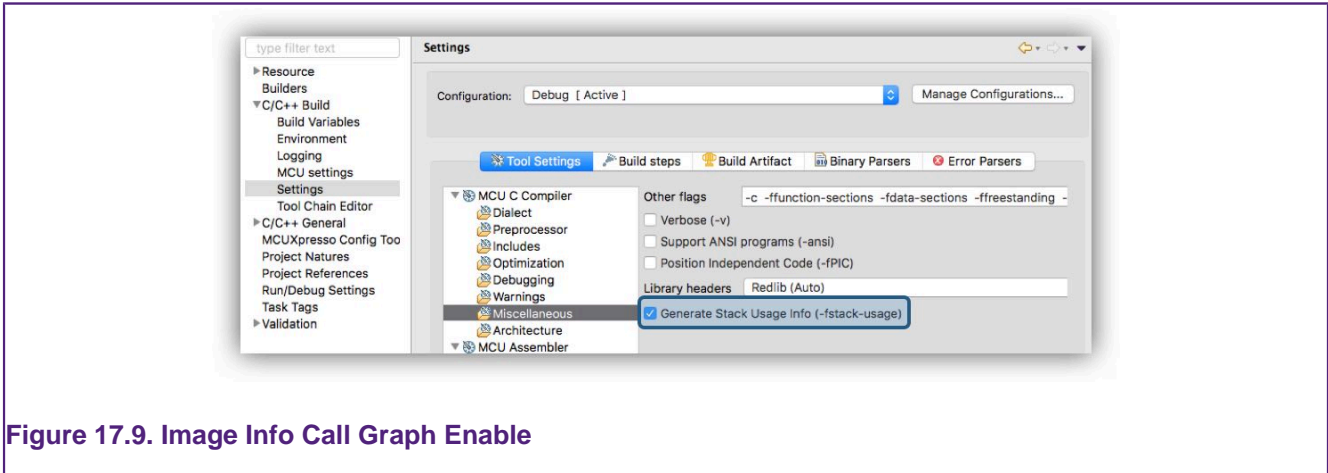 type filter text
Resource
Builders
C/C++ Build
Build Variables
Environment
Logging
MCU settings
Settings
Tool Chain Editor
C/C++ General
MCUXpresso Config Too
Project Natures
Project References
Run/Debug Settings
Task Tags
Validation
Settings
Configuration: Debug [ Active ] Manage Configurations...
Tool Settings Build steps Build Artifact Binary Parsers Error Parsers
MCU C Compiler
Dialect
Preprocessor
Includes
Optimization
Debugging
Warnings
Miscellaneous
Architecture
MCU Assembler
Other flags -c -ffunction-sections -fdata-sections -ffreestanding -
Verbose (-v)
Support ANSI programs (-ansi)
Position Independent Code (-fPIC)
Library headers Redlib (Auto)
Generate Stack Usage Info (-fstack-usage)
Figure 17.9. Image Info Call Graph Enable